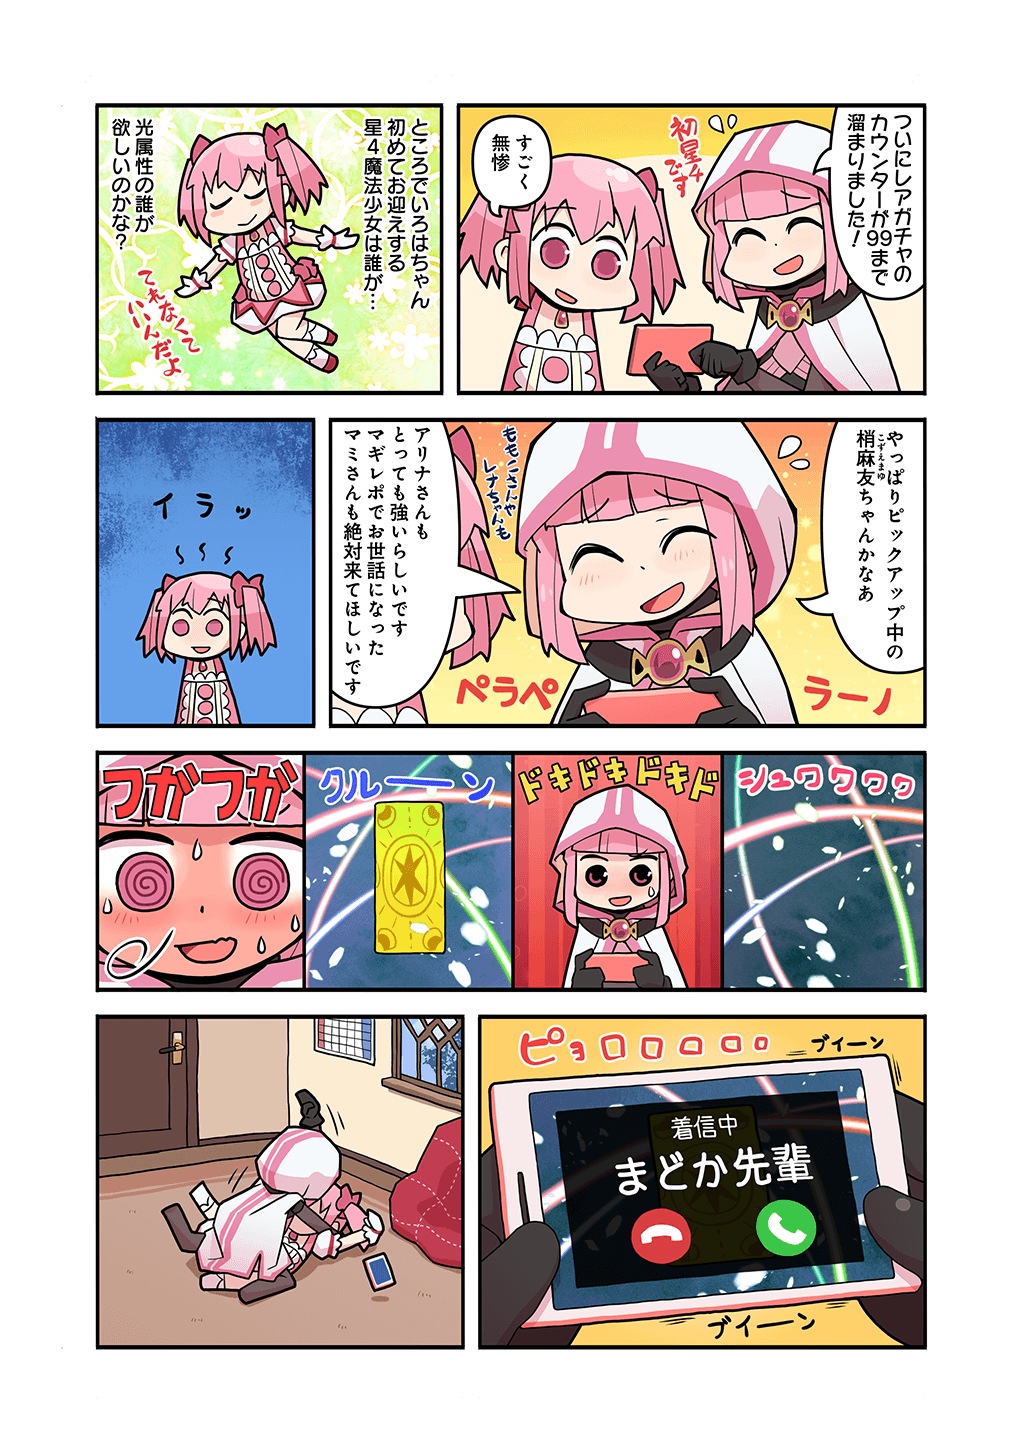 ついにレアガチャの
カウンターが99まで
溜まりました！
初星4
です
すごく
無惨
ところでいろはちゃん
初めてお迎えする
星4魔法少女は誰が…
光属性の誰が
欲しいのかな？
てれなくて
いいんだよ
やっぱりピックアップ中の
梢麻友ちゃんかなあ
こずえまゆ
ももこさんや
レナちゃんも
アリナさんも
とっても強いらしいです
マギレポでお世話になった
マミさんも絶対来てほしいです
ペラペ
ラーノ
イラッ
シュワワワワ
ドキドキドキド
クルーーン
フガフガ
ピョロロロロロ
ブイーン
着信中
まどか先輩
ブイーーン